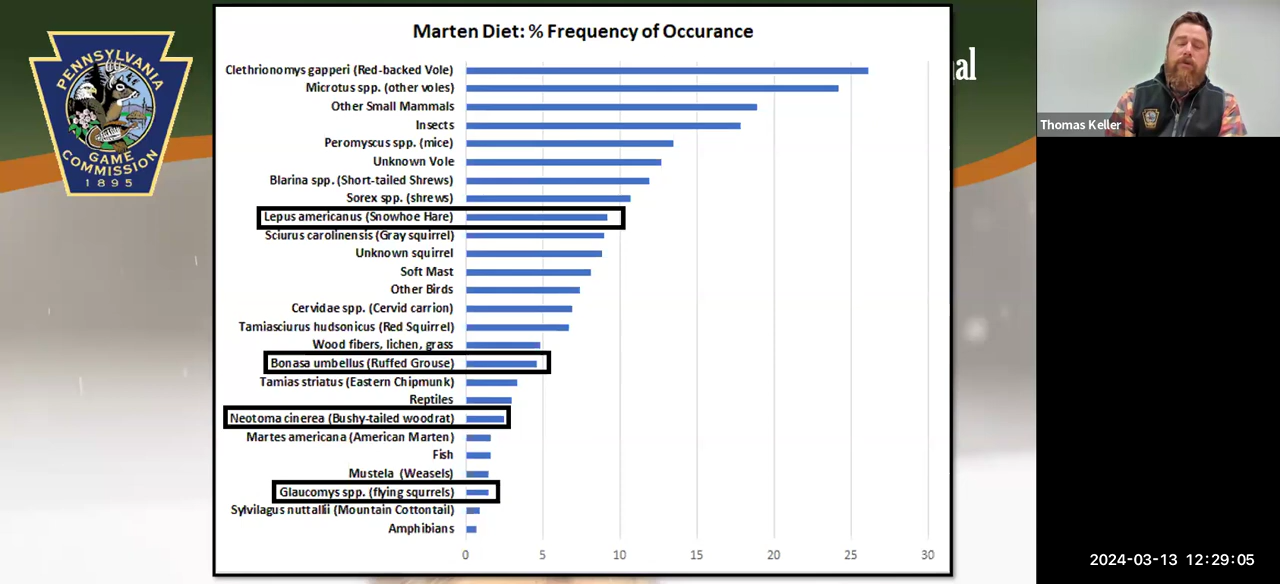 Marten Diet: % Frequency of Occurance
PENNSYLVANIA
GAME
COMMISSION
1895
Clethrionomys gapperi (Red-backed Vole)
Microtus spp. (other voles)
Other Small Mammals
Insects
Peromyscus spp. (mice)
Unknown Vole
Blarina spp. (Short-tailed Shrews)
Sorex spp. (shrews)
Lepus americanus (Snowhoe Hare)
Sciurus carolinensis (Gray squirrel)
Unknown squirrel
Soft Mast
Other Birds
Cervidae spp. (Cervid carrion)
Tamiasciurus hudsonicus (Red Squirrel)
Wood fibers, lichen, grass
Bonasa umbellus (Ruffed Grouse)
Tamias striatus (Eastern Chipmunk)
Reptiles
Neotoma cinerea (Bushy-tailed woodrat)
Martes americana (American Marten)
Fish
Mustela (Weasels)
Glaucomys spp. (flying squrrels)
Sylvilagus nuttallii (Mountain Cottontail)
Amphibians
0 5 10 15 20 25 30
Thomas Keller
2024-03-13 12:29:05